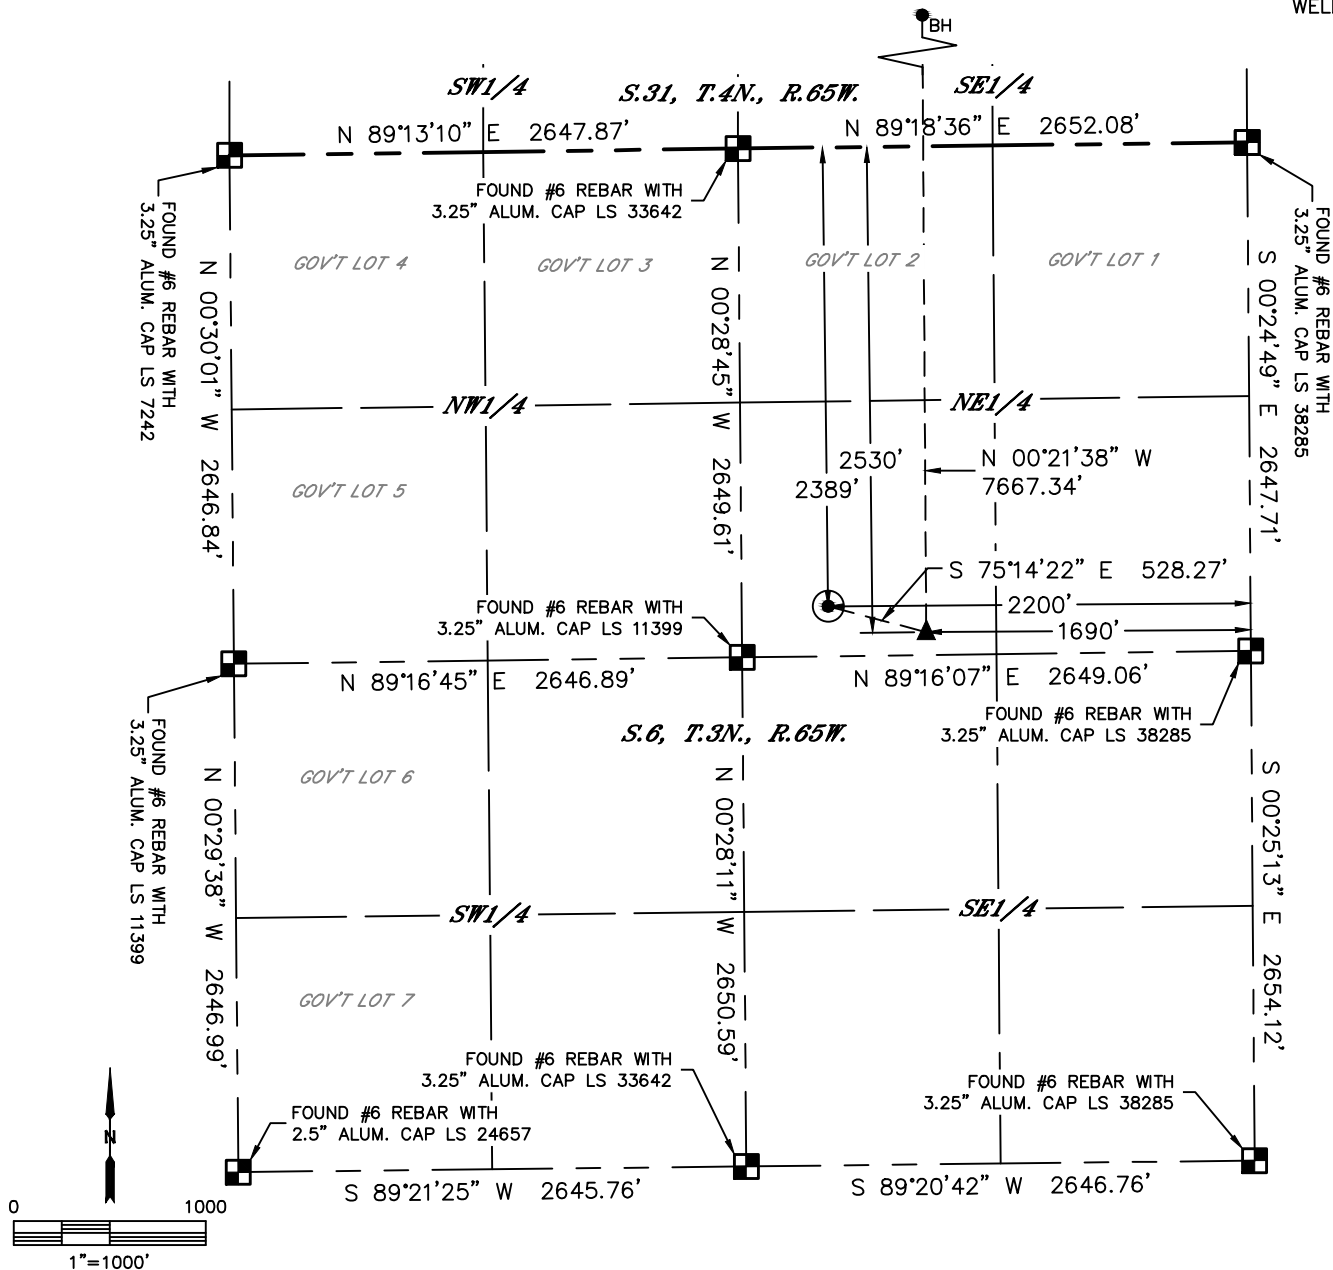 WELL
BH
SW1/4
S.31, T.4N., R.65W.
SE1/4
N 89°13'10" E 2647.87'
N 89°18'36" E 2652.08'
FOUND #6 REBAR WITH
3.25" ALUM. CAP LS 33642
FOUND #6 REBAR WITH
3.25" ALUM. CAP LS 7242
FOUND #6 REBAR WITH
3.25" ALUM. CAP LS 38285
GOV'T LOT 4
GOV'T LOT 3
GOV'T LOT 2
GOV'T LOT 1
N 00°30'01" W 2646.84'
N 00°28'45" W 2649.61'
S 00°24'49" E 2647.71'
NW1/4
NE1/4
2530'
2389'
N 00°21'38" W
7667.34'
GOV'T LOT 5
S 75°14'22" E 528.27'
2200'
1690'
FOUND #6 REBAR WITH
3.25" ALUM. CAP LS 11399
N 89°16'45" E 2646.89'
N 89°16'07" E 2649.06'
FOUND #6 REBAR WITH
3.25" ALUM. CAP LS 38285
FOUND #6 REBAR WITH
3.25" ALUM. CAP LS 11399
S.6, T.3N., R.65W.
GOV'T LOT 6
N 00°29'38" W 2646.99'
N 00°28'11" W 2650.59'
S 00°25'13" E 2654.12'
SW1/4
SE1/4
GOV'T LOT 7
FOUND #6 REBAR WITH
3.25" ALUM. CAP LS 33642
FOUND #6 REBAR WITH
3.25" ALUM. CAP LS 38285
FOUND #6 REBAR WITH
2.5" ALUM. CAP LS 24657
N
S 89°21'25" W 2645.76'
S 89°20'42" W 2646.76'
0 1000
1"=1000'